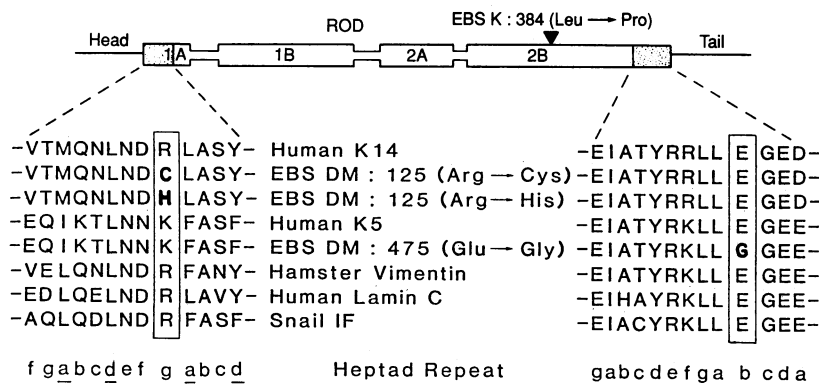 ROD EBS K : 384 (Leu → Pro)
Head 1A 1B 2A 2B Tail
–VTMQNLND R LASY– Human K14 –EIATYRRLL E GED–
–VTMQNLND C LASY– EBS DM : 125 (Arg → Cys) –EIATYRRLL E GED–
–VTMQNLND H LASY– EBS DM : 125 (Arg → His) –EIATYRRLL E GED–
–EQIKTLNN K FASF– Human K5 –EIATYRKLL E GEE–
–EQIKTLNN K FASF– EBS DM : 475 (Glu → Gly) –EIATYRKLL G GEE–
–VELQNLND R FANY– Hamster Vimentin –EIATYRKLL E GEE–
–EDLQELND R LAVY– Human Lamin C –EIHAYRKLL E GEE–
–AQLQDLND R FASF– Snail IF –EIACYRKLL E GEE–
f g a b c d e f g a b c d Heptad Repeat g a b c d e f g a b c d a